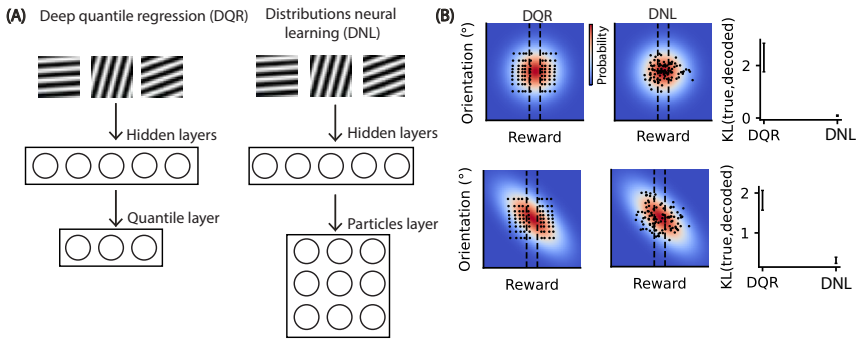 (A)
Deep quantile regression (DQR)
Distributions neural
learning (DNL)
Hidden layers
Hidden layers
Quantile layer
Particles layer
(B)
DQR
DNL
Orientation (°)
Probability
Reward
Reward
KL(true,decoded)
2
0
DQR
DNL
Orientation (°)
Reward
Reward
KL(true,decoded)
2
1
DQR
DNL